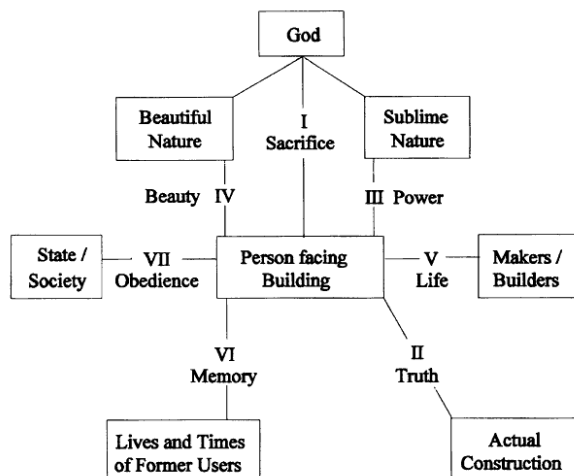 God
Beautiful
Nature
I
Sacrifice
Sublime
Nature
Beauty IV
III Power
State /
Society
VII
Obedience
Person facing
Building
V
Life
Makers /
Builders
VI
Memory
II
Truth
Lives and Times
of Former Users
Actual
Construction